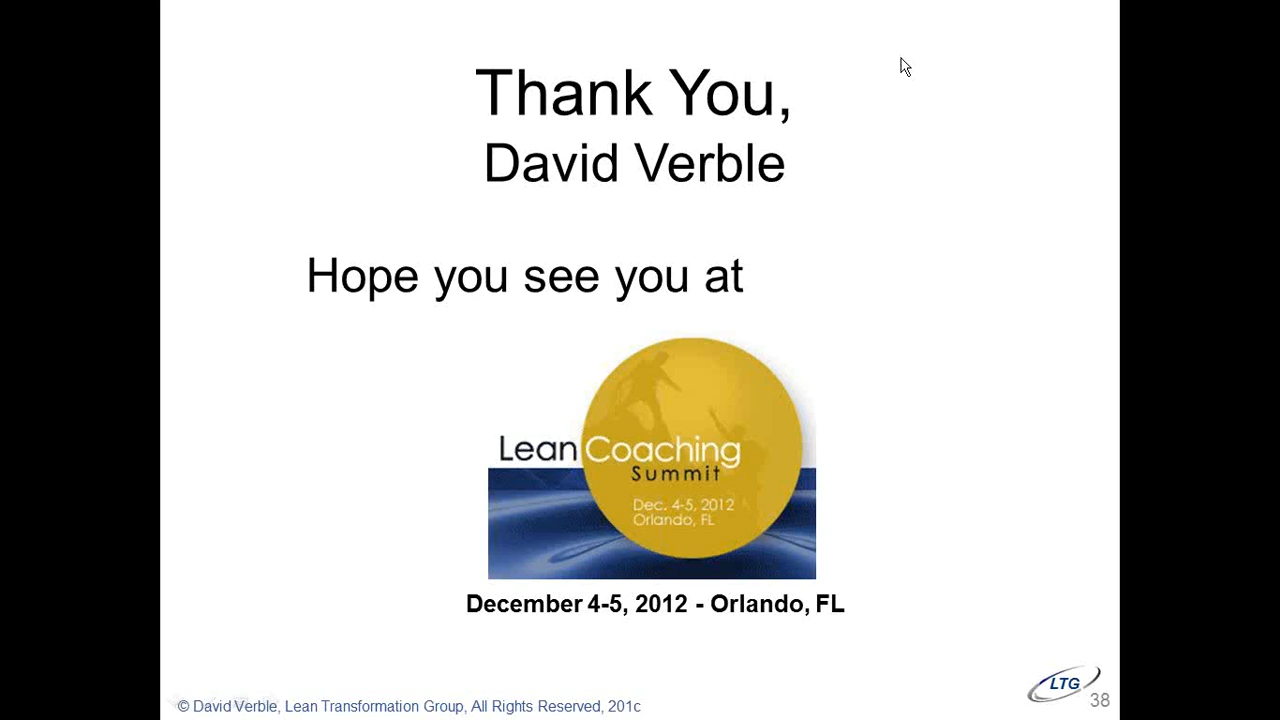 Thank You,
David Verble
Hope you see you at
Lean Coaching
Summit
Dec. 4-5, 2012
Orlando, FL
December 4-5, 2012 - Orlando, FL
LTG
38
© David Verble, Lean Transformation Group, All Rights Reserved, 201c